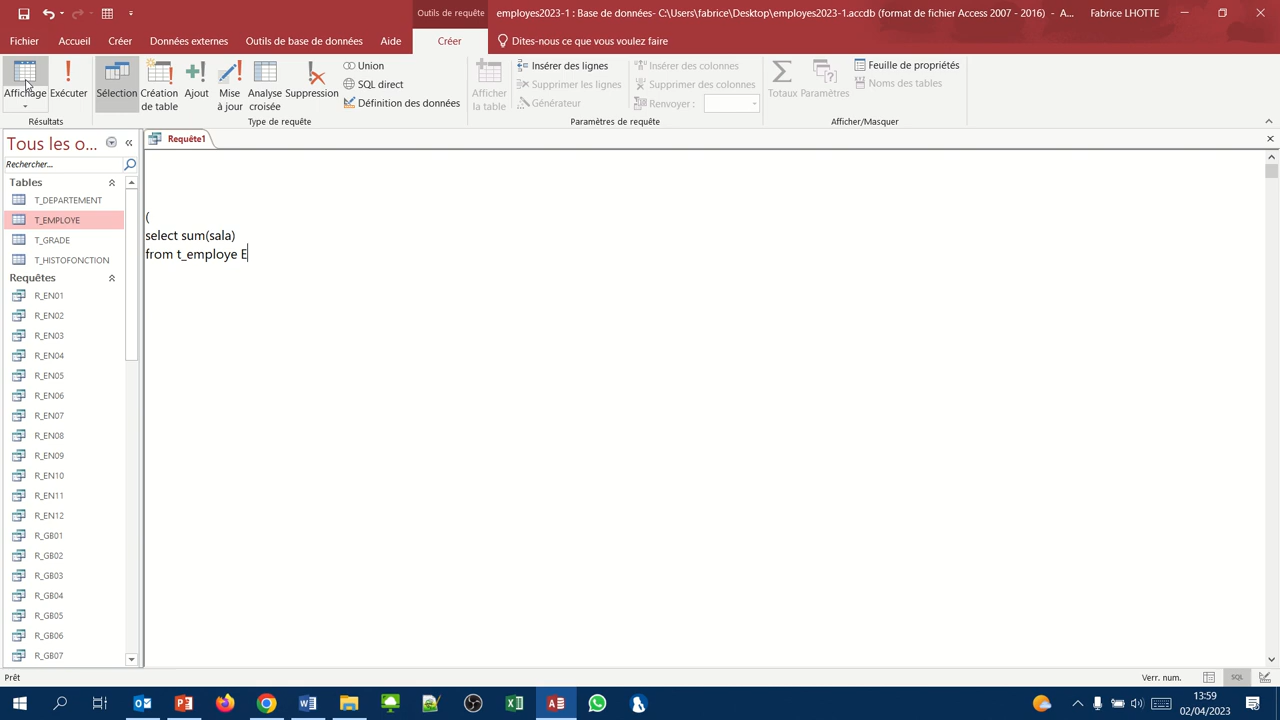 Outils de requête
employes2023-1 : Base de données- C:\Users\fabrice\Desktop\employes2023-1.accdb (format de fichier Access 2007 - 2016) - A...
Fabrice LHOTTE
Fichier
Accueil
Créer
Données externes
Outils de base de données
Aide
Créer
Dites-nous ce que vous voulez faire
Affichage
Exécuter
Sélection
Création de table
Ajout
Mise à jour
Analyse croisée
Suppression
Union
SQL direct
Définition des données
Afficher la table
Insérer des lignes
Supprimer les lignes
Générateur
Insérer des colonnes
Supprimer des colonnes
Renvoyer :
Totaux
Paramètres
Feuille de propriétés
Noms des tables
Résultats
Type de requête
Paramètres de requête
Afficher/Masquer
Tous les o...
Rechercher...
Tables
T_DEPARTEMENT
T_EMPLOYE
T_GRADE
T_HISTOFONCTION
Requêtes
R_EN01
R_EN02
R_EN03
R_EN04
R_EN05
R_EN06
R_EN07
R_EN08
R_EN09
R_EN10
R_EN11
R_EN12
R_GB01
R_GB02
R_GB03
R_GB04
R_GB05
R_GB06
R_GB07
Requête1
(
select sum(sala)
from t_employe E
Prêt
Verr. num.
SQL
13:59
02/04/2023